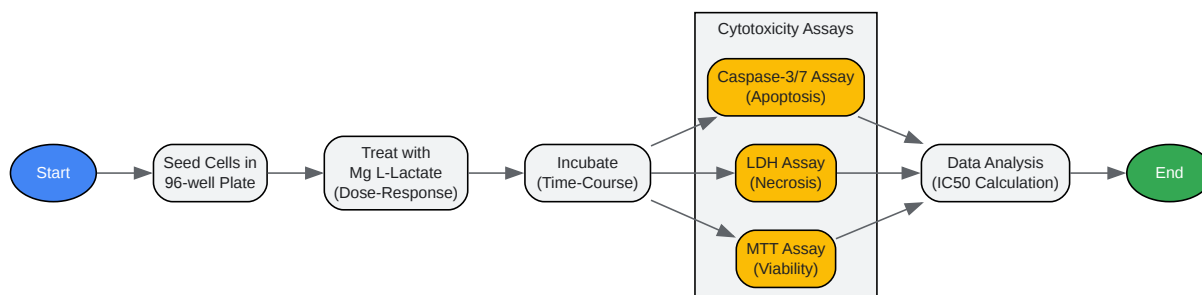 Start
Seed Cells in
96-well Plate
Treat with
Mg L-Lactate
(Dose-Response)
Incubate
(Time-Course)
Cytotoxicity Assays
Caspase-3/7 Assay
(Apoptosis)
LDH Assay
(Necrosis)
MTT Assay
(Viability)
Data Analysis
(IC50 Calculation)
End